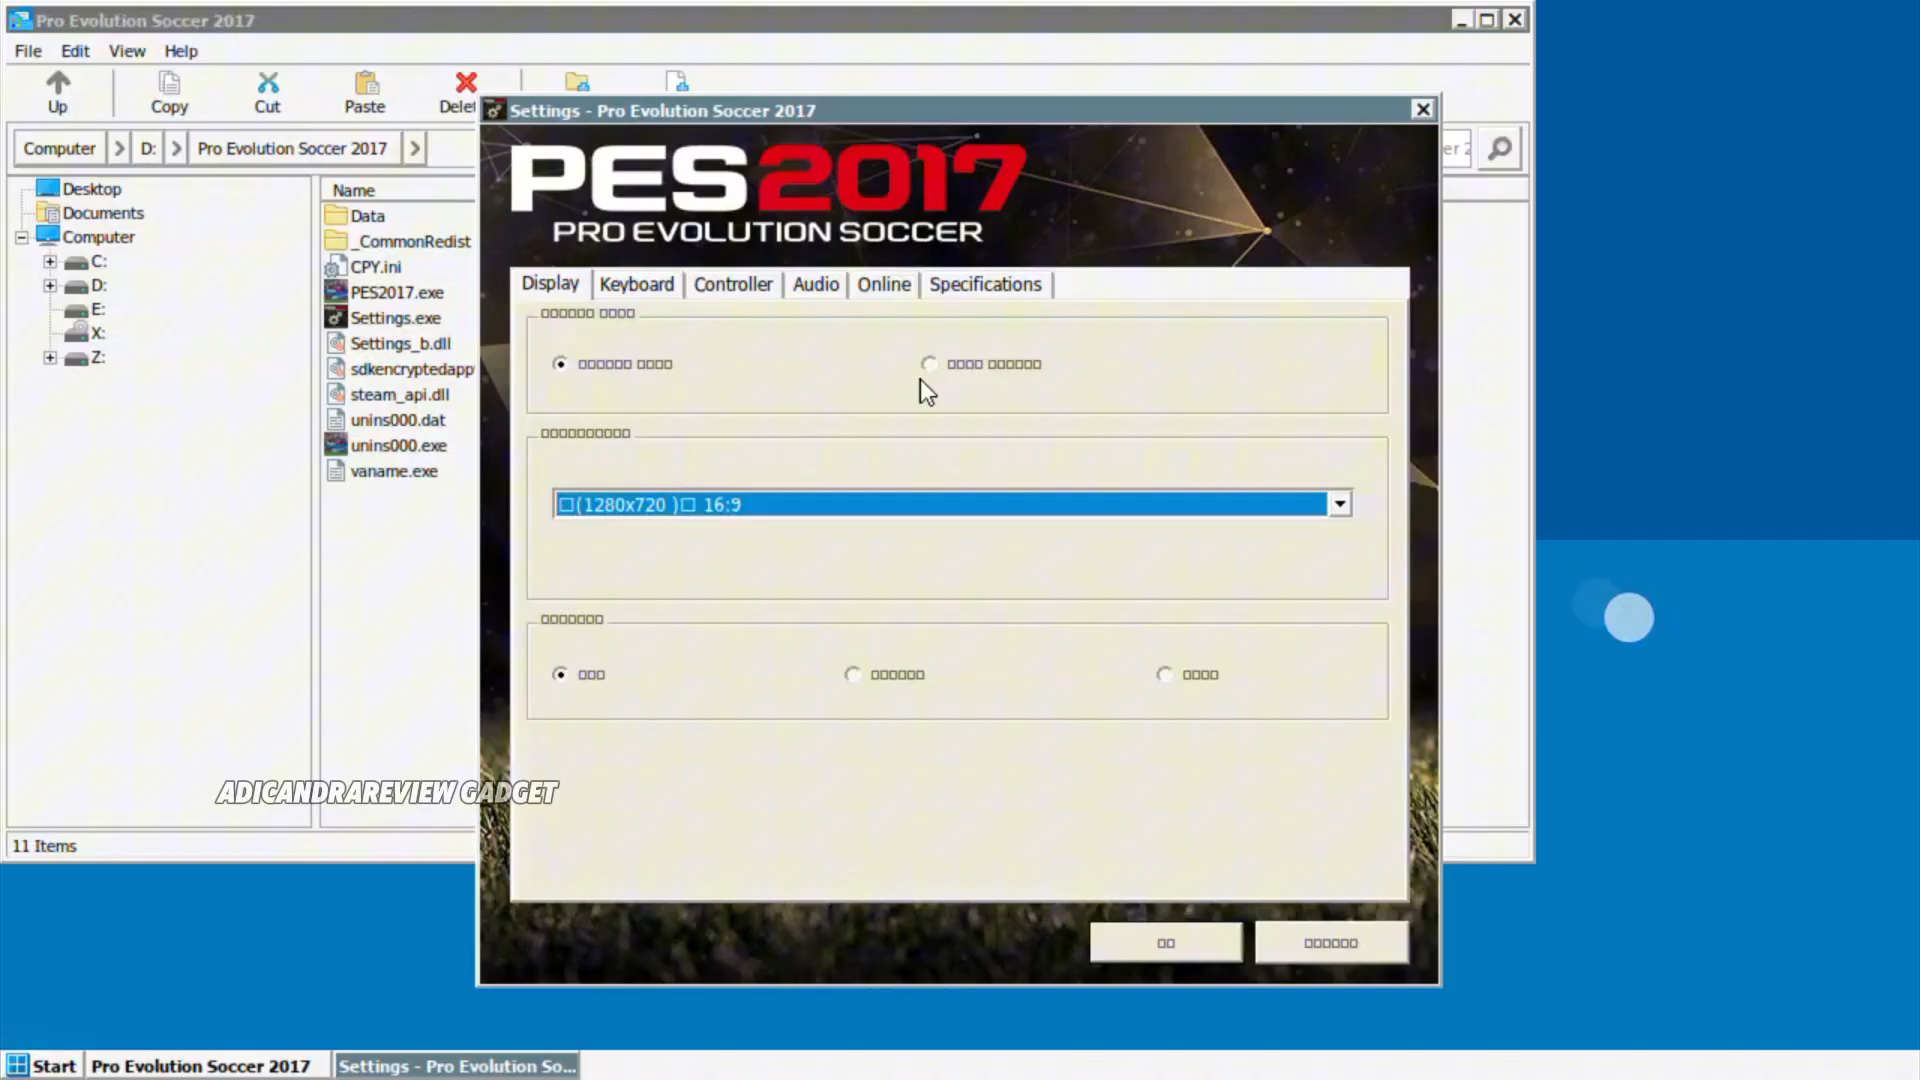 Pro Evolution Soccer 2017
File Edit View Help
Up Copy Cut Paste
Computer > D: > Pro Evolution Soccer 2017 >
Desktop
Documents
Computer
C:
D:
E:
X:
Z:
Name
Data
_CommonRedist
CPY.ini
PES2017.exe
Settings.exe
Settings_b.dll
sdkencryptedapp
steam_api.dll
unins000.dat
unins000.exe
vaname.exe
11 Items
Settings - Pro Evolution Soccer 2017
PES2017
PRO EVOLUTION SOCCER
Display Keyboard Controller Audio Online Specifications
□□□□□□ □□□□
□□□□□□ □□□□ □□□□ □□□□□□
□□□□□□□□□□
□(1280x720 )□ 16:9
□□□□□□□
□□□ □□□□□□ □□□□
□□ □□□□□□
ADICANDRAREVIEW GADGET
Start Pro Evolution Soccer 2017 Settings - Pro Evolution So...